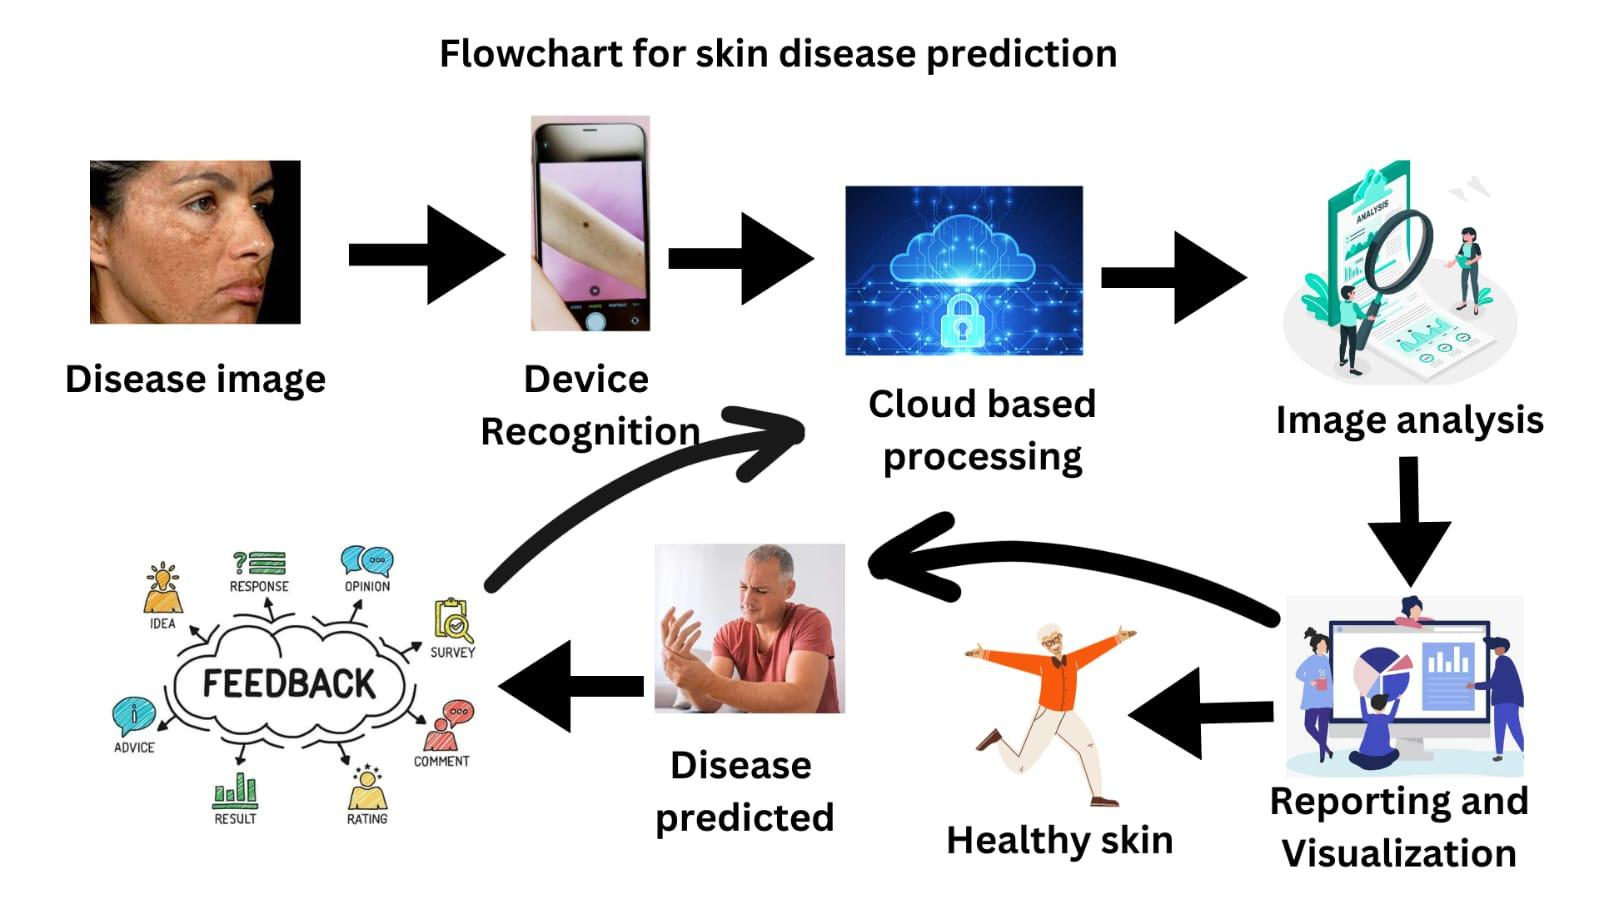 Flowchart for skin disease prediction
Disease image
Device
Recognition
Cloud based
processing
ANALYSIS
Image analysis
IDEA
RESPONSE
OPINION
SURVEY
FEEDBACK
ADVICE
COMMENT
RESULT
RATING
Disease
predicted
Healthy skin
Reporting and
Visualization